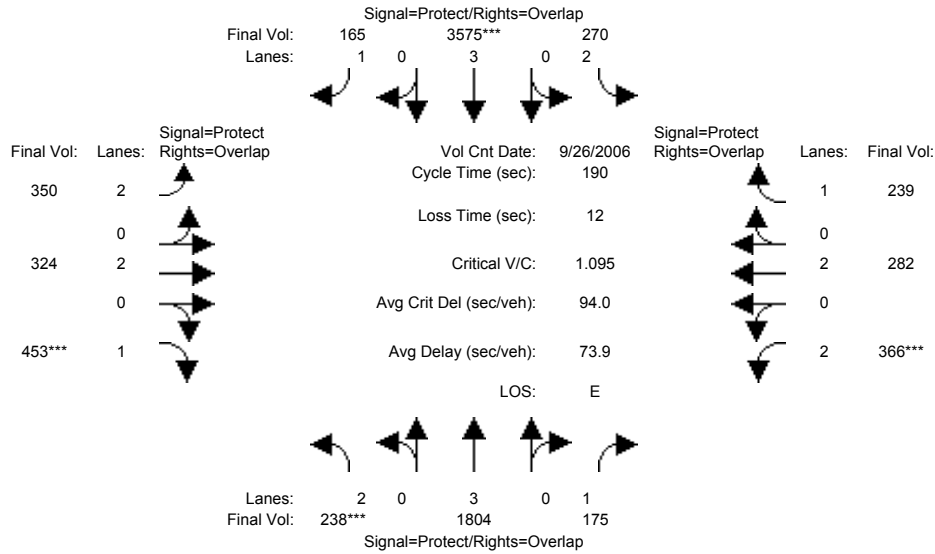 Signal=Protect/Rights=Overlap
Final Vol: 165 3575*** 270
Lanes: 1 0 3 0 2
Signal=Protect
Final Vol: Lanes: Rights=Overlap
Vol Cnt Date: 9/26/2006
Signal=Protect
Rights=Overlap Lanes: Final Vol:
Cycle Time (sec): 190
350 2
1 239
Loss Time (sec): 12
0
0
324 2
Critical V/C: 1.095
2 282
0
Avg Crit Del (sec/veh): 94.0
0
453*** 1
Avg Delay (sec/veh): 73.9
2 366***
LOS: E
Lanes: 2 0 3 0 1
Final Vol: 238*** 1804 175
Signal=Protect/Rights=Overlap